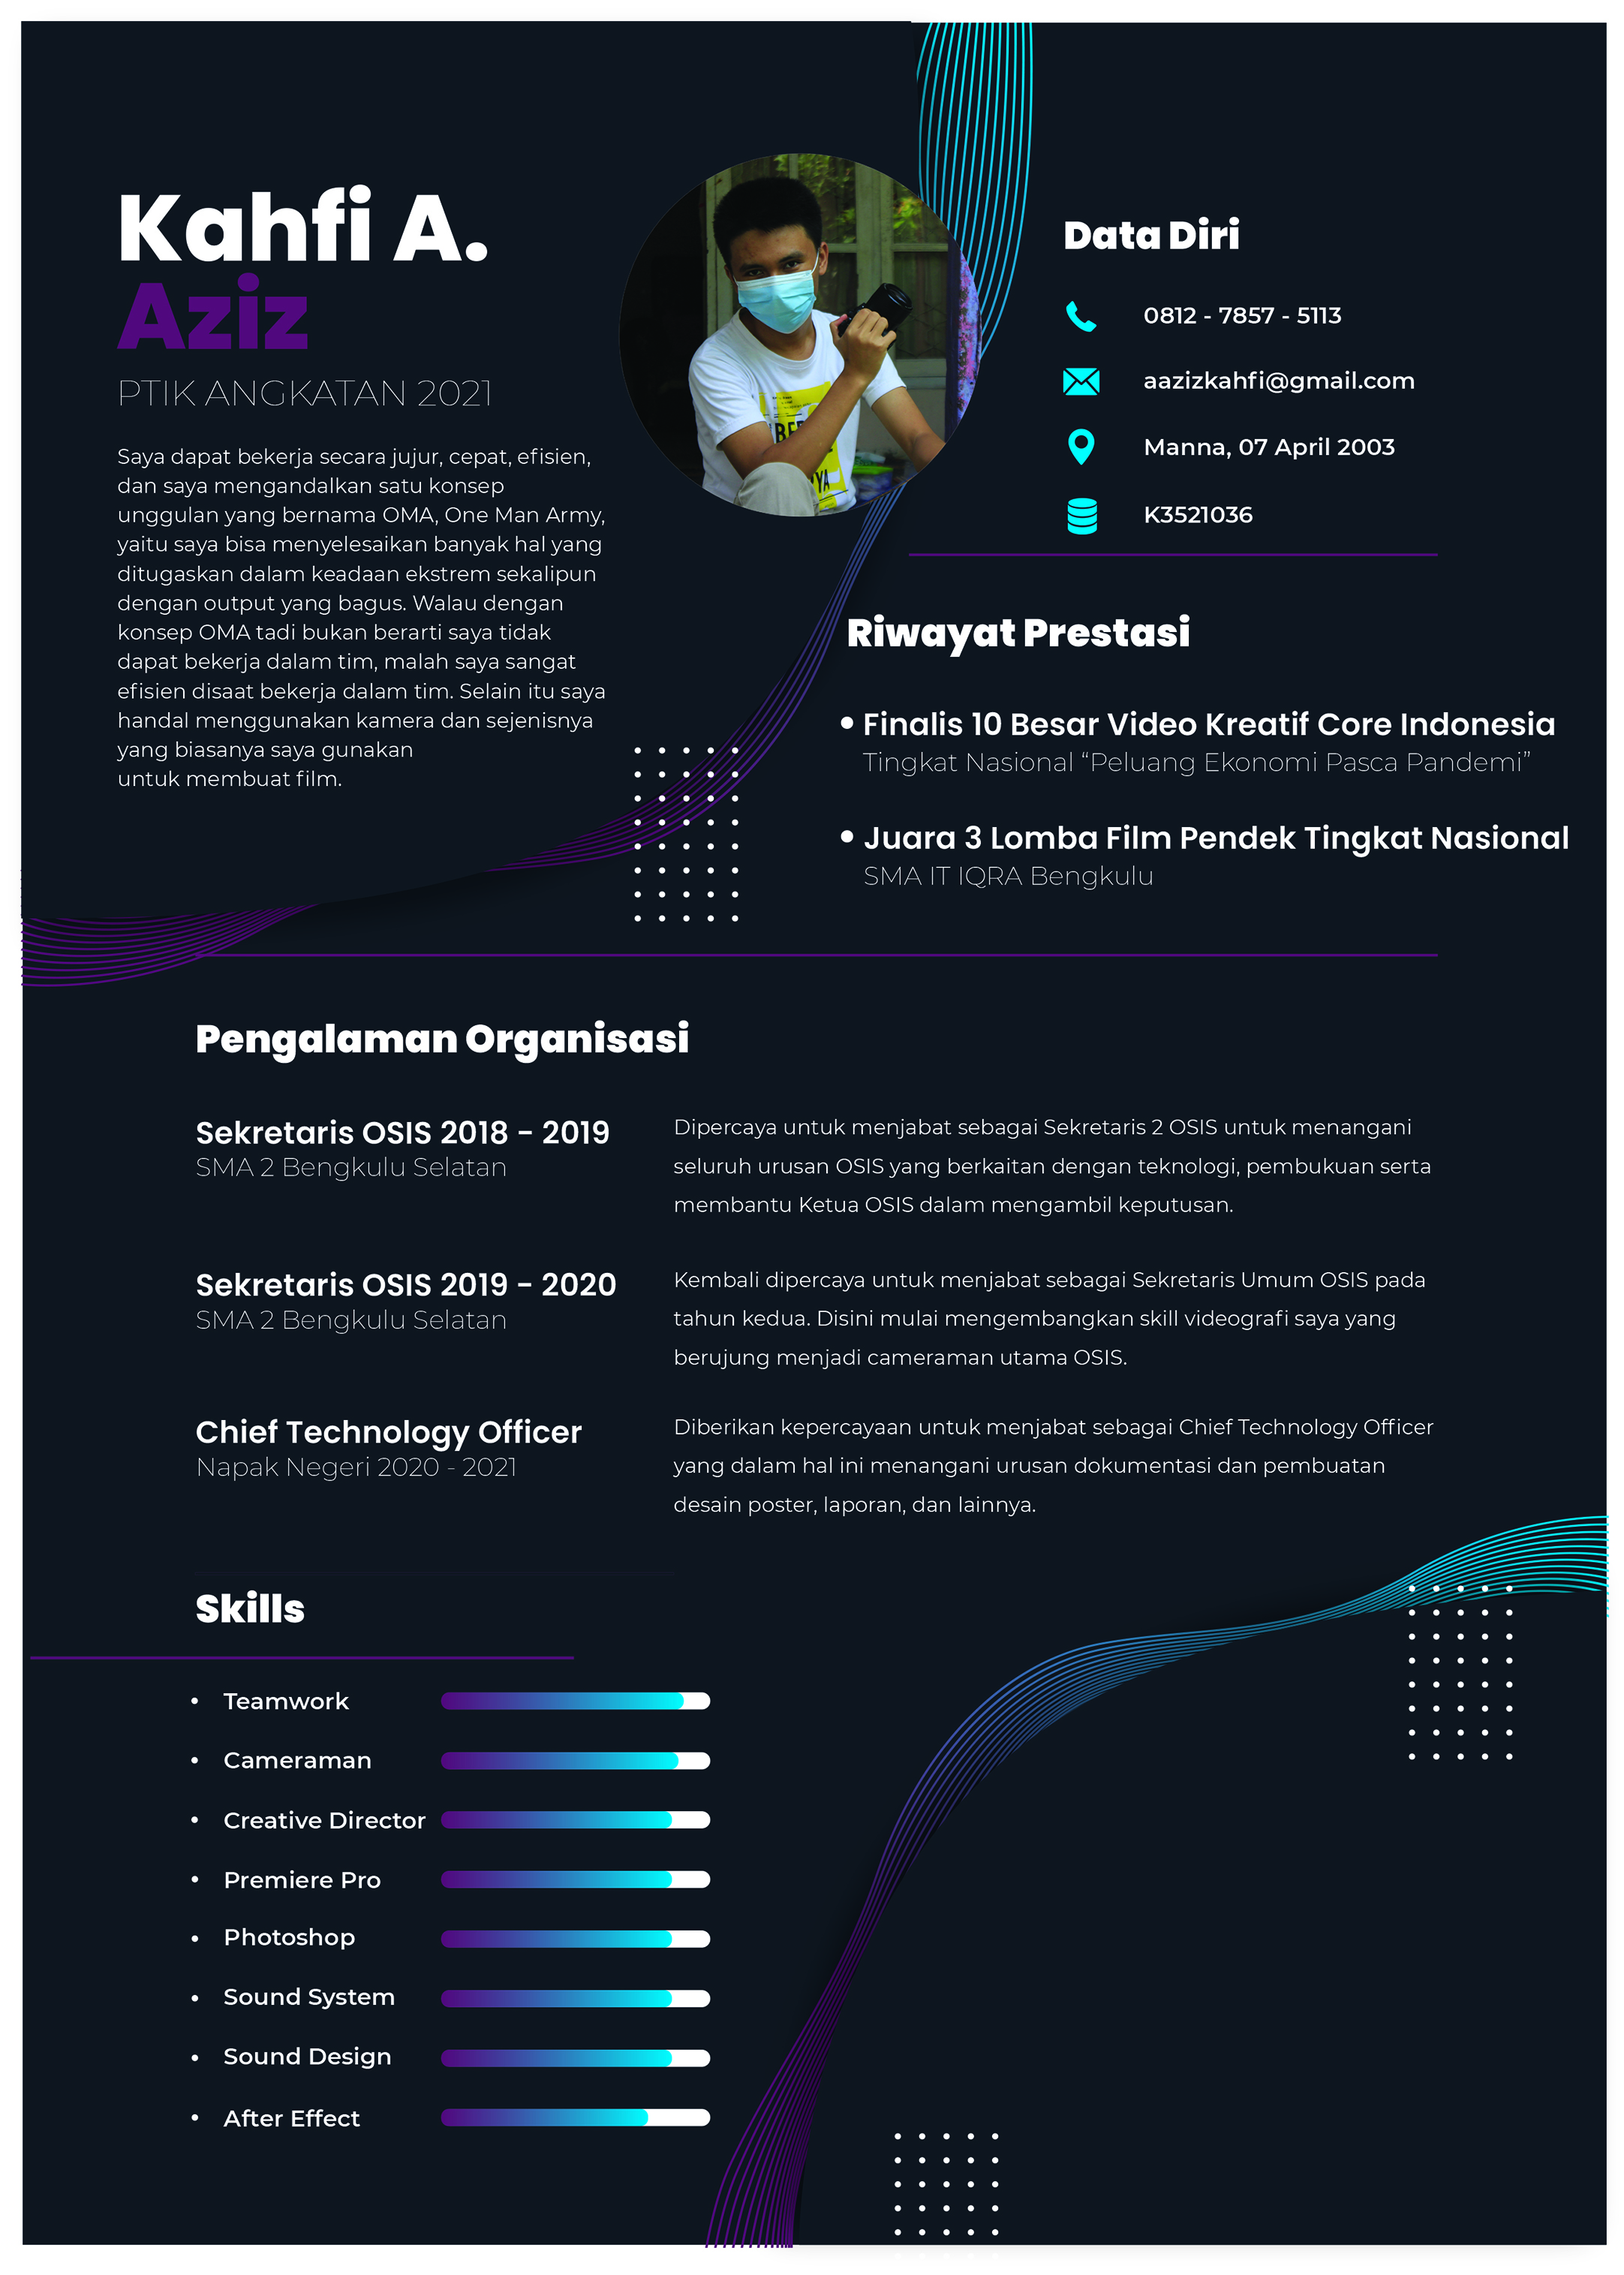 Kahfi A.
Aziz
PTIK ANGKATAN 2021
Saya dapat bekerja secara jujur, cepat, efisien,
dan saya mengandalkan satu konsep
unggulan yang bernama OMA, One Man Army,
yaitu saya bisa menyelesaikan banyak hal yang
ditugaskan dalam keadaan ekstrem sekalipun
dengan output yang bagus. Walau dengan
konsep OMA tadi bukan berarti saya tidak
dapat bekerja dalam tim, malah saya sangat
efisien disaat bekerja dalam tim. Selain itu saya
handal menggunakan kamera dan sejenisnya
yang biasanya saya gunakan
untuk membuat film.
Data Diri
0812 - 7857 - 5113
aazizkahfi@gmail.com
Manna, 07 April 2003
K3521036
Riwayat Prestasi
• Finalis 10 Besar Video Kreatif Core Indonesia
Tingkat Nasional “Peluang Ekonomi Pasca Pandemi”
• Juara 3 Lomba Film Pendek Tingkat Nasional
SMA IT IQRA Bengkulu
Pengalaman Organisasi
Sekretaris OSIS 2018 - 2019
SMA 2 Bengkulu Selatan
Dipercaya untuk menjabat sebagai Sekretaris 2 OSIS untuk menangani
seluruh urusan OSIS yang berkaitan dengan teknologi, pembukuan serta
membantu Ketua OSIS dalam mengambil keputusan.
Sekretaris OSIS 2019 - 2020
SMA 2 Bengkulu Selatan
Kembali dipercaya untuk menjabat sebagai Sekretaris Umum OSIS pada
tahun kedua. Disini mulai mengembangkan skill videografi saya yang
berujung menjadi cameraman utama OSIS.
Chief Technology Officer
Napak Negeri 2020 - 2021
Diberikan kepercayaan untuk menjabat sebagai Chief Technology Officer
yang dalam hal ini menangani urusan dokumentasi dan pembuatan
desain poster, laporan, dan lainnya.
Skills
• Teamwork
• Cameraman
• Creative Director
• Premiere Pro
• Photoshop
• Sound System
• Sound Design
• After Effect